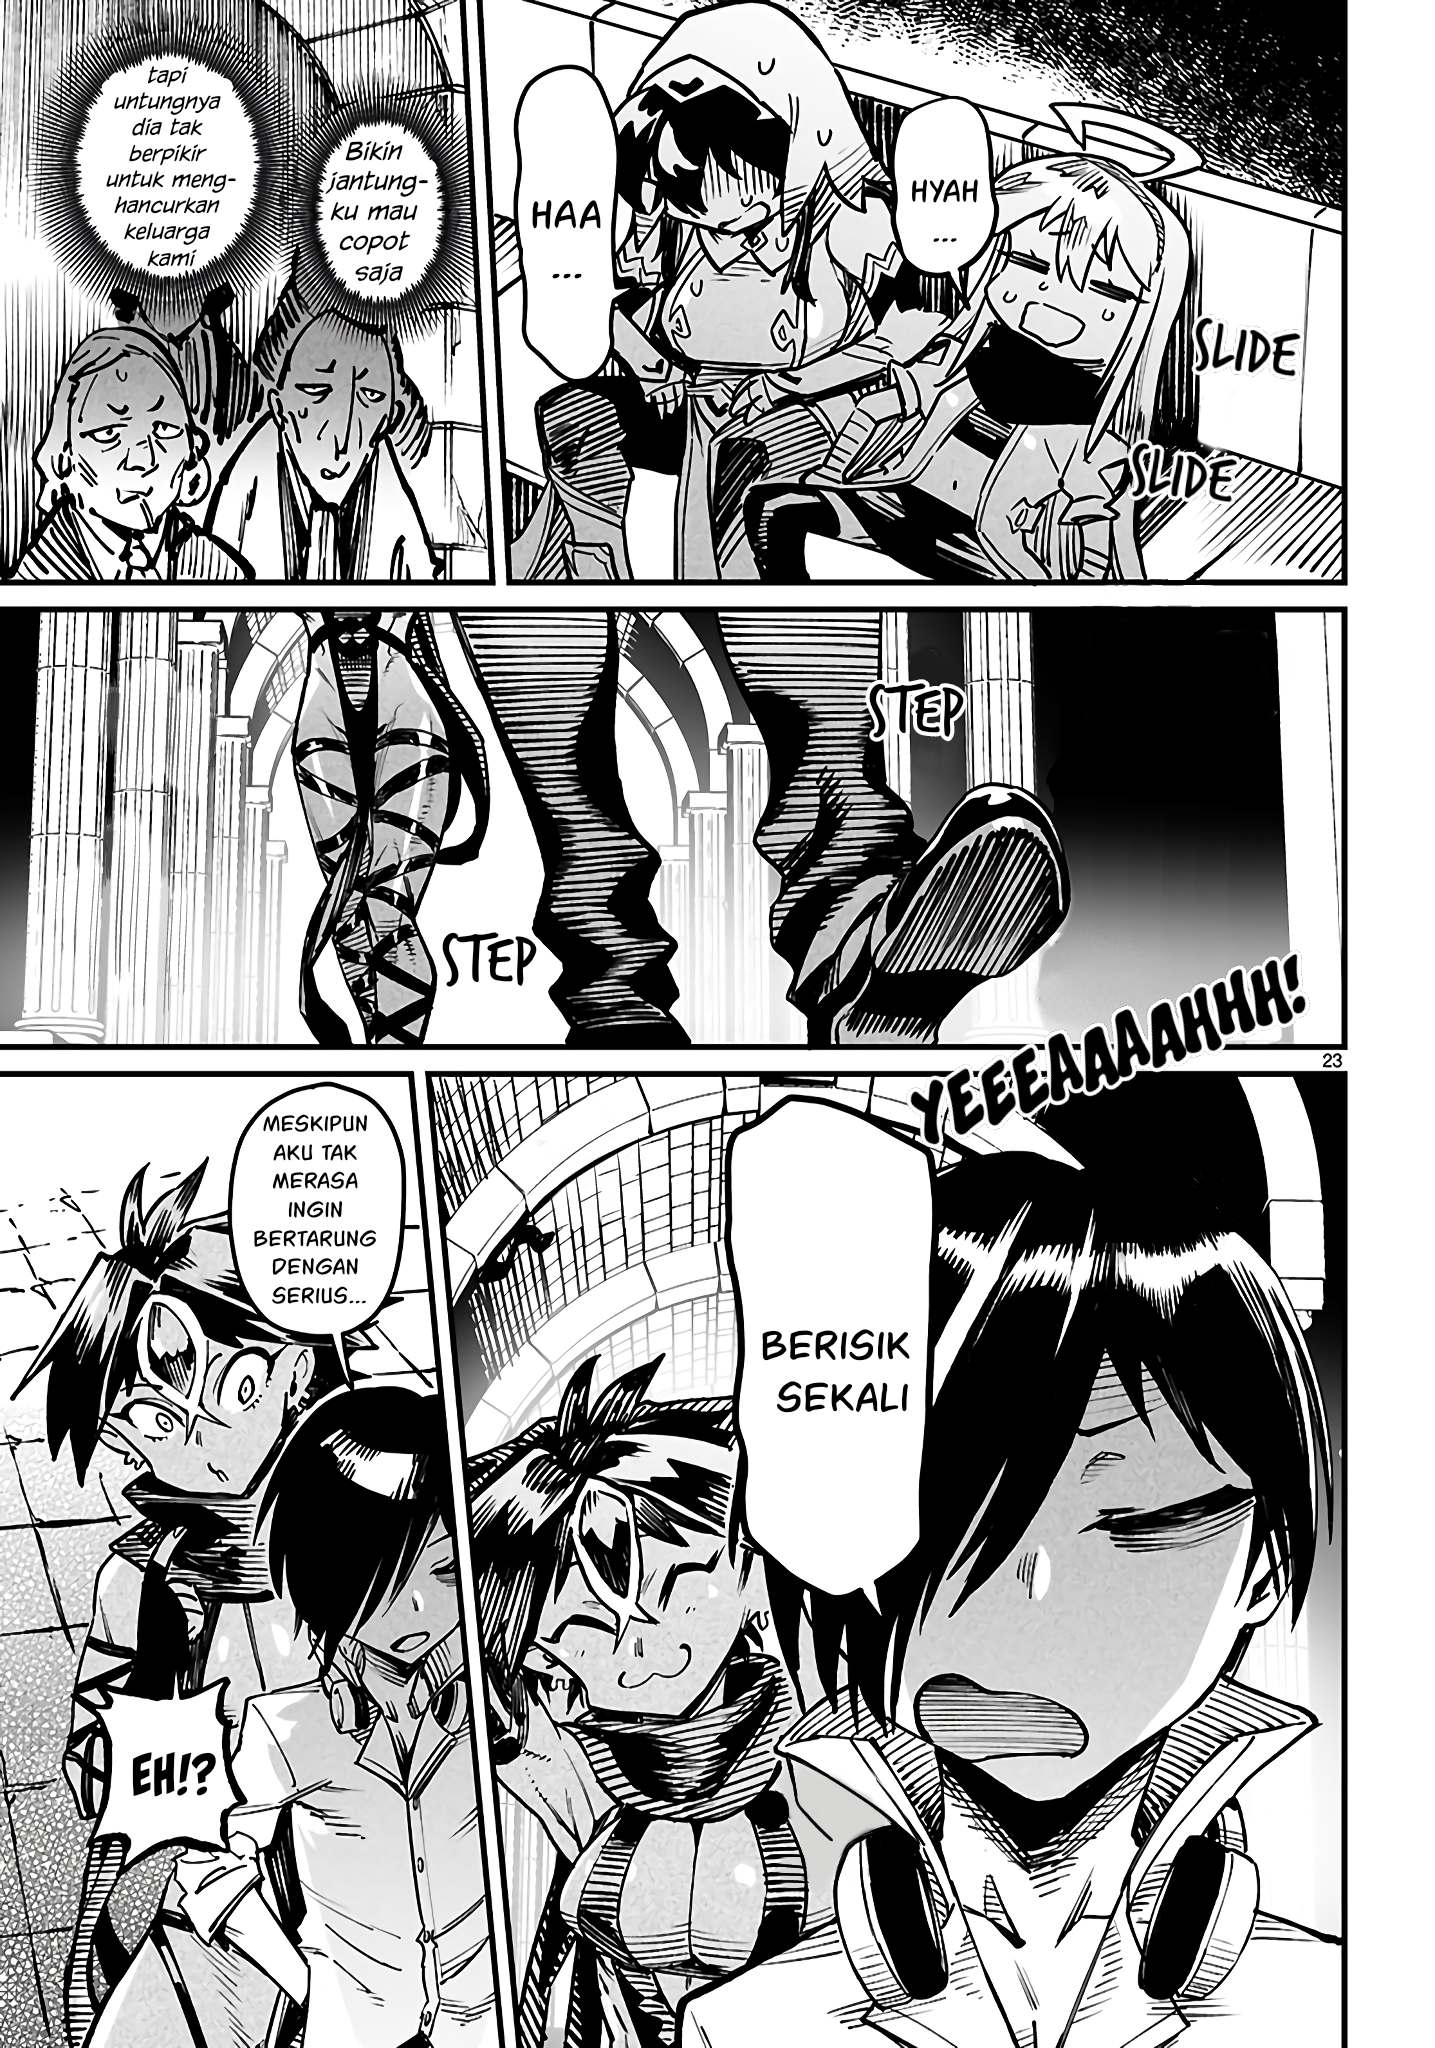 HYAH
...
HAA
...
SLIDE
SLIDE
Bikin
jantung-
ku mau
copot
saja
tapi
untungnya
dia tak
berpikir
untuk meng-
hancurkan
keluarga
kami
STEP
STEP
23
YEEEAAAAHHH!
BERISIK
SEKALI
MESKIPUN
AKU TAK
MERASA
INGIN
BERTARUNG
DENGAN
SERIUS...
EH!?